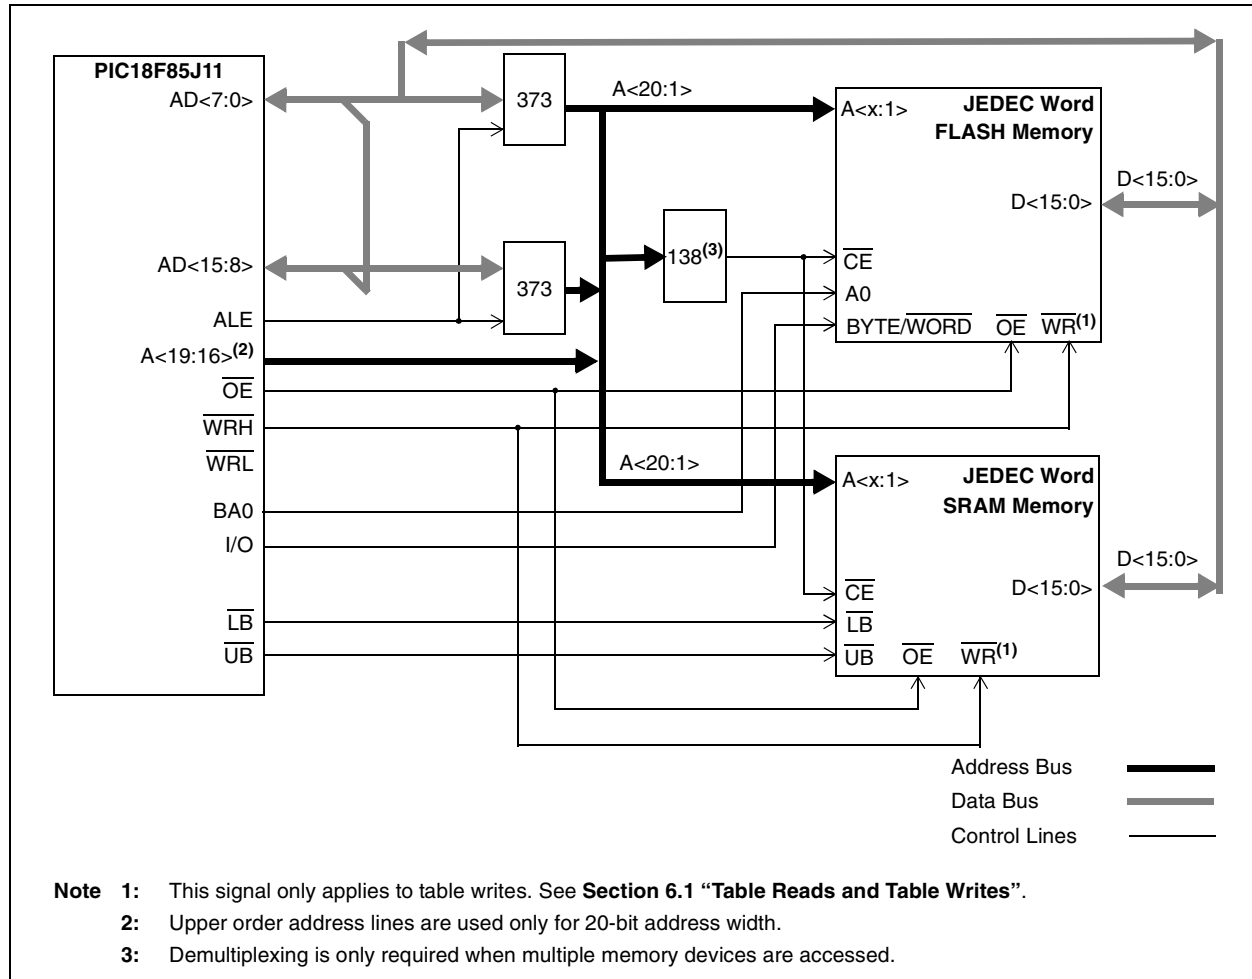 PIC18F85J11
AD<7:0>
373
A<20:1>
A<x:1>
JEDEC Word
FLASH Memory
D<15:0>
D<15:0>
AD<15:8>
373
138(3)
CE
A0
BYTE/WORD
OE
WR(1)
ALE
A<19:16>(2)
OE
WRH
WRL
BA0
I/O
LB
UB
A<20:1>
A<x:1>
JEDEC Word
SRAM Memory
D<15:0>
D<15:0>
CE
LB
UB
OE
WR(1)
Address Bus
Data Bus
Control Lines
Note 1: This signal only applies to table writes. See Section 6.1 “Table Reads and Table Writes”.
2: Upper order address lines are used only for 20-bit address width.
3: Demultiplexing is only required when multiple memory devices are accessed.